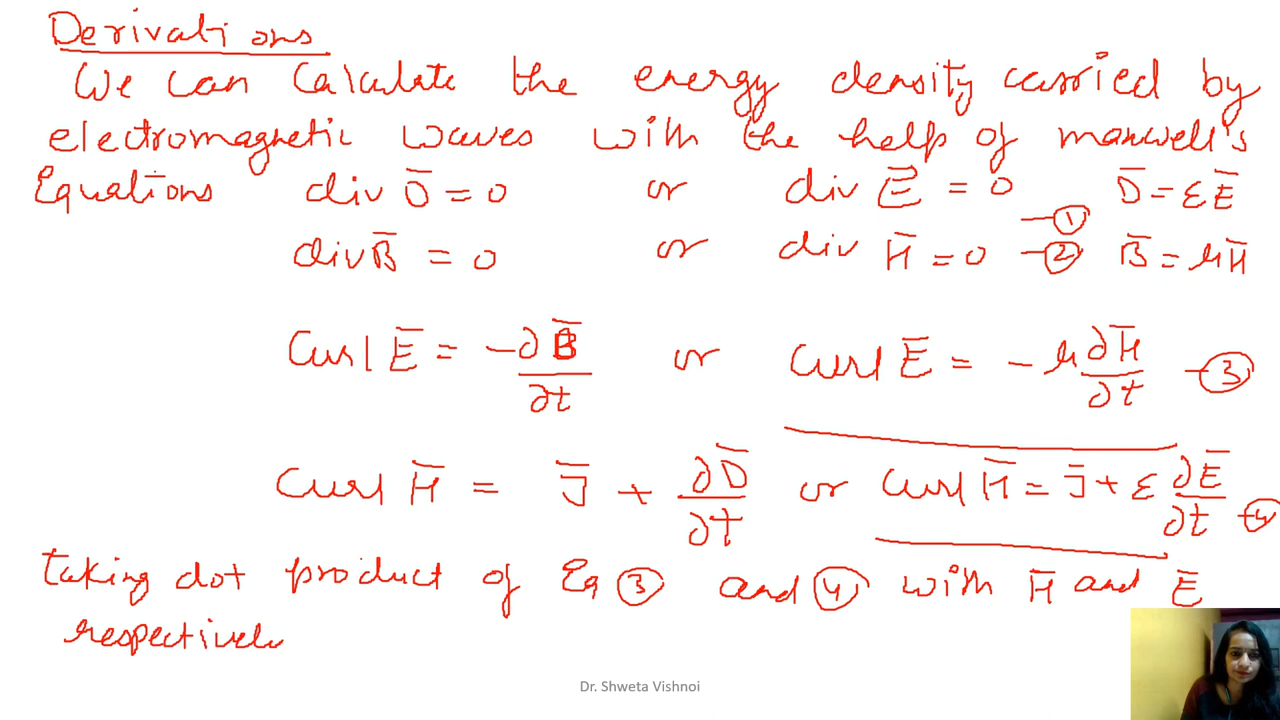 Derivations
We can Calculate the energy density carried by
electromagnetic waves with the help of maxwell's
Equations div D̄ = 0 or div E̅ = 0 -① D̄ = εĒ
div B̄ = 0 or div H̄ = 0 -② B̄ = μH̄
Curl Ē = -∂B̄/∂t or curl Ē = -μ ∂H̄/∂t -③
Curl H̄ = J̄ + ∂D̄/∂t or curl H̄ = J̄ + ε ∂Ē/∂t -④
taking dot product of Eq ③ and ④ with H̄ and Ē
respectively
Dr. Shweta Vishnoi